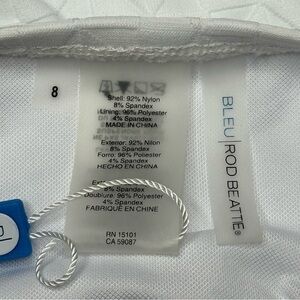 8
Shell: 92% Nylon
8% Spandex
Lining: 96% Polyester
4% Spandex
MADE IN CHINA
Exterior: 92% Nilon
8% Spandex
Forro: 96% Polyester
4% Spandex
HECHO EN CHINA
8% Spandex
Doublure: 96% Polyester
4% Spandex
FABRIQUÉ EN CHINE
RN 15101
CA 59087
BLEU | ROD BEATTIE®